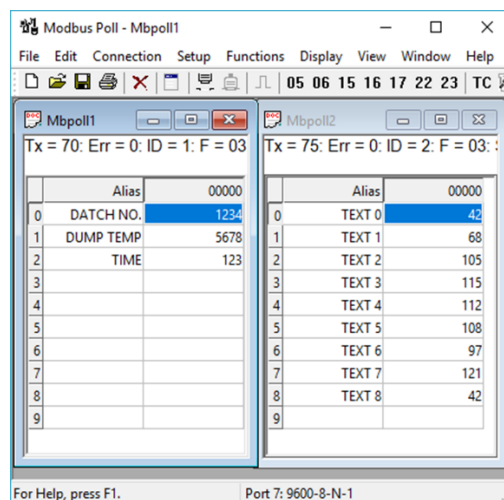 Modbus Poll - Mbpoll1
File Edit Connection Setup Functions Display View Window Help
05 06 15 16 17 22 23 TC
Mbpoll1
Tx = 70: Err = 0: ID = 1: F = 03
Alias 00000
0 DATCH NO. 1234
1 DUMP TEMP 5678
2 TIME 123
3
4
5
6
7
8
9
Mbpoll2
Tx = 75: Err = 0: ID = 2: F = 03:
Alias 00000
0 TEXT 0 42
1 TEXT 1 68
2 TEXT 2 105
3 TEXT 3 115
4 TEXT 4 112
5 TEXT 5 108
6 TEXT 6 97
7 TEXT 7 121
8 TEXT 8 42
9
For Help, press F1. Port 7: 9600-8-N-1